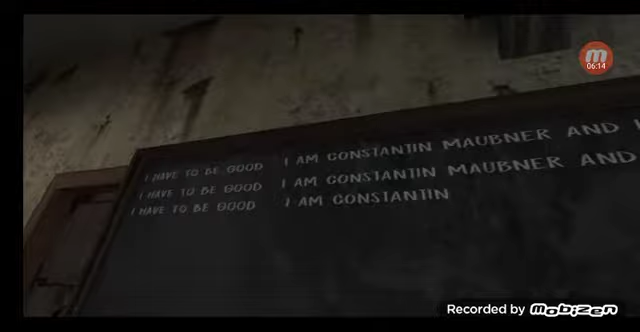 06:14
I HAVE TO BE GOOD I AM CONSTANTIN MAUBNER AND
I HAVE TO BE GOOD I AM CONSTANTIN MAUBNER AND
I HAVE TO BE GOOD I AM CONSTANTIN
Recorded by mobizen